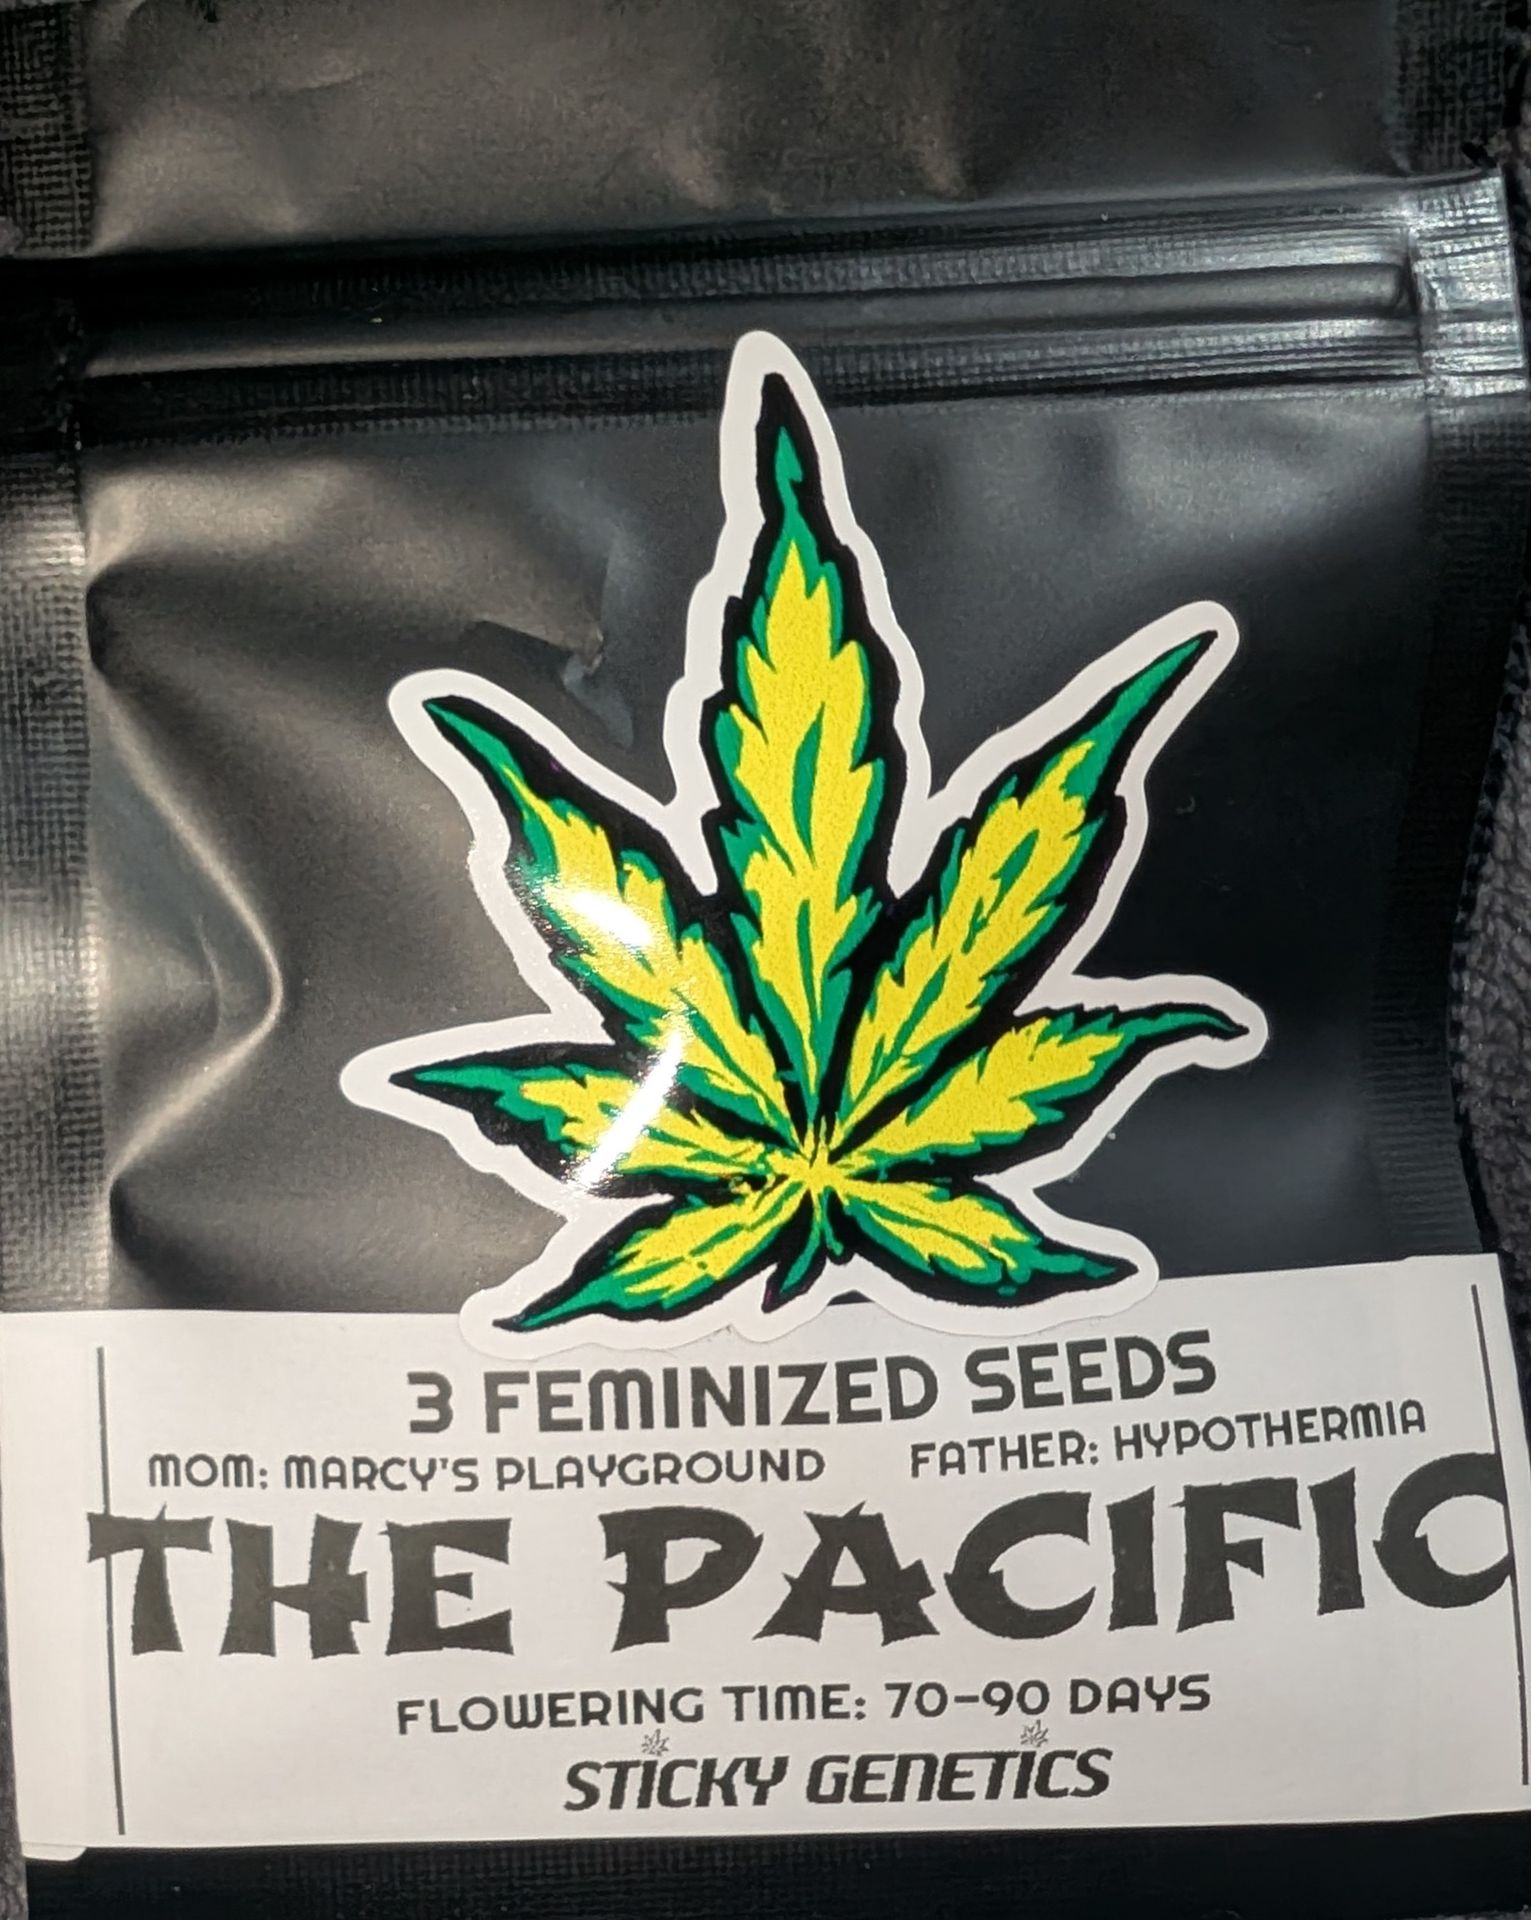 3 FEMINIZED SEEDS
MOM: MARCY'S PLAYGROUND FATHER: HYPOTHERMIA
THE PACIFIC
FLOWERING TIME: 70-90 DAYS
STICKY GENETICS